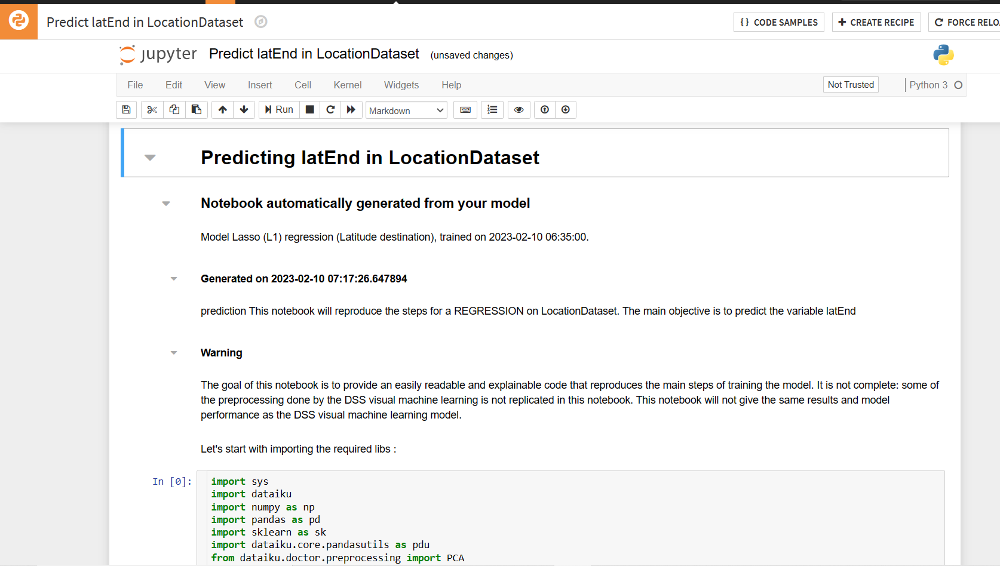 Predict latEnd in LocationDataset
{} CODE SAMPLES
+ CREATE RECIPE
FORCE RELO
jupyter Predict latEnd in LocationDataset (unsaved changes)
File Edit View Insert Cell Kernel Widgets Help
Not Trusted
Python 3
Run
Markdown
Predicting latEnd in LocationDataset
Notebook automatically generated from your model
Model Lasso (L1) regression (Latitude destination), trained on 2023-02-10 06:35:00.
Generated on 2023-02-10 07:17:26.647894
prediction This notebook will reproduce the steps for a REGRESSION on LocationDataset. The main objective is to predict the variable latEnd
Warning
The goal of this notebook is to provide an easily readable and explainable code that reproduces the main steps of training the model. It is not complete: some of
the preprocessing done by the DSS visual machine learning is not replicated in this notebook. This notebook will not give the same results and model
performance as the DSS visual machine learning model.
Let's start with importing the required libs :
In [0]:
import sys
import dataiku
import numpy as np
import pandas as pd
import sklearn as sk
import dataiku.core.pandasutils as pdu
from dataiku.doctor.preprocessing import PCA